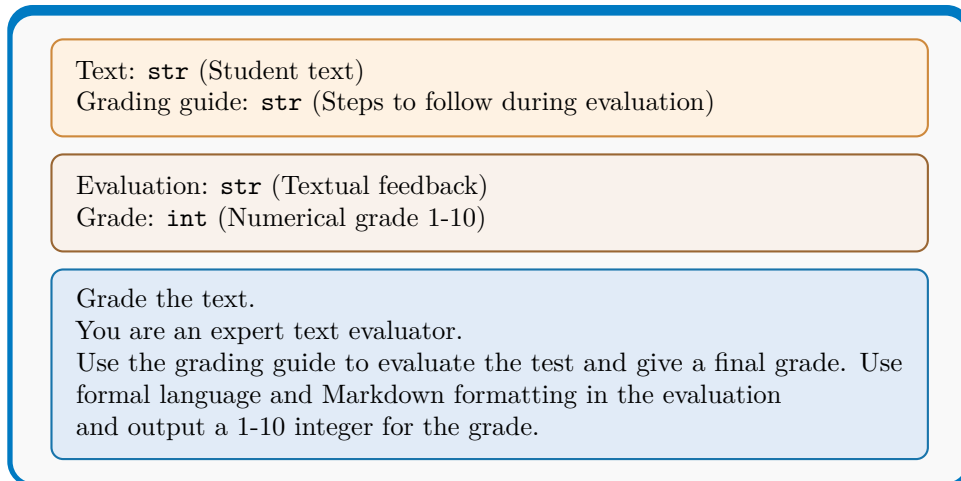 Text: str (Student text)
Grading guide: str (Steps to follow during evaluation)
Evaluation: str (Textual feedback)
Grade: int (Numerical grade 1-10)
Grade the text.
You are an expert text evaluator.
Use the grading guide to evaluate the test and give a final grade. Use
formal language and Markdown formatting in the evaluation
and output a 1-10 integer for the grade.